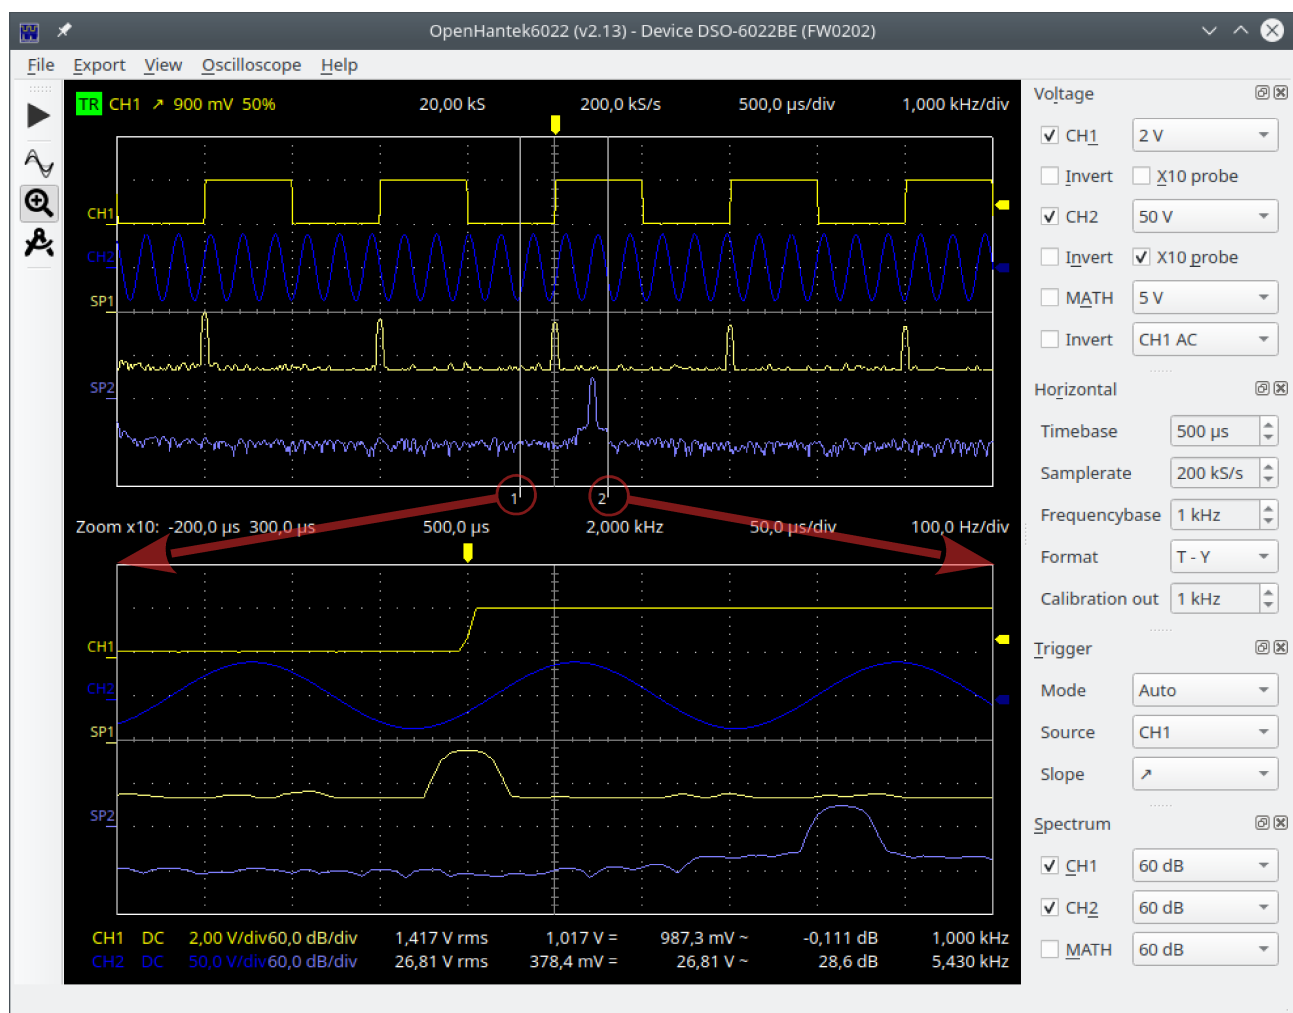 OpenHantek6022 (v2.13) - Device DSO-6022BE (FW0202)
File Export View Oscilloscope Help
TR CH1 ↗ 900 mV 50% 20,00 kS 200,0 kS/s 500,0 µs/div 1,000 kHz/div
CH1
CH2
SP1
SP2
1 2
Zoom x10: -200,0 µs 300,0 µs 500,0 µs 2,000 kHz 50,0 µs/div 100,0 Hz/div
CH1
CH2
SP1
SP2
CH1 DC 2,00 V/div 60,0 dB/div 1,417 V rms 1,017 V = 987,3 mV ~ -0,111 dB 1,000 kHz
CH2 DC 50,0 V/div 60,0 dB/div 26,81 V rms 378,4 mV = 26,81 V ~ 28,6 dB 5,430 kHz
Voltage
CH1 2 V
Invert X10 probe
CH2 50 V
Invert X10 probe
MATH 5 V
Invert CH1 AC
Horizontal
Timebase 500 µs
Samplerate 200 kS/s
Frequencybase 1 kHz
Format T - Y
Calibration out 1 kHz
Trigger
Mode Auto
Source CH1
Slope ↗
Spectrum
CH1 60 dB
CH2 60 dB
MATH 60 dB